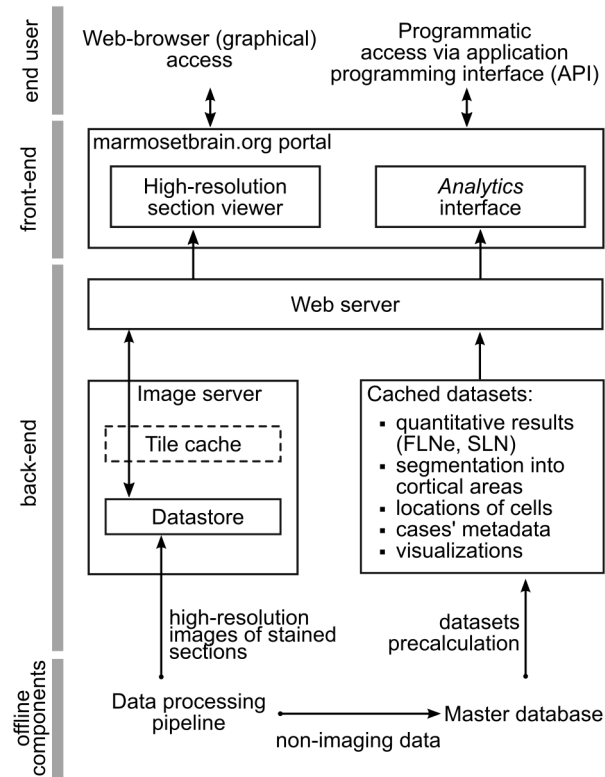 end user
Web-browser (graphical)
access
Programmatic
access via application
programming interface (API)
front-end
marmosetbrain.org portal
High-resolution
section viewer
Analytics
interface
back-end
Web server
Image server
Tile cache
Datastore
Cached datasets:
▪ quantitative results
(FLNe, SLN)
▪ segmentation into
cortical areas
▪ locations of cells
▪ cases' metadata
▪ visualizations
high-resolution
images of stained
sections
datasets
precalculation
offline
components
Data processing
pipeline
non-imaging data
Master database